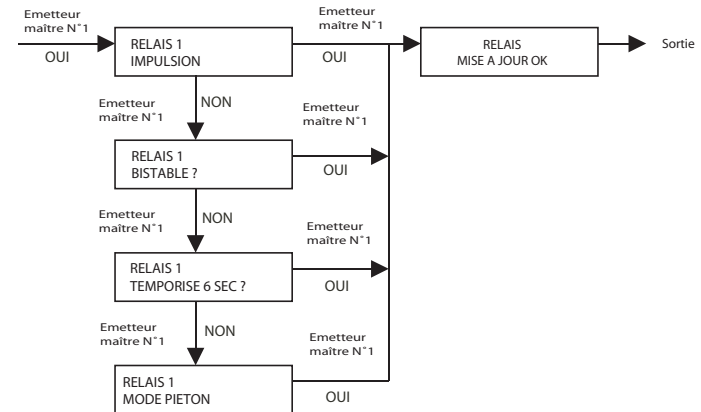 Emetteur
maître N°1
OUI
RELAIS 1
IMPULSION
Emetteur
maître N°1
OUI
RELAIS
MISE A JOUR OK
Sortie
Emetteur
maître N°1
NON
Emetteur
maître N°1
RELAIS 1
BISTABLE ?
OUI
Emetteur
maître N°1
NON
Emetteur
maître N°1
RELAIS 1
TEMPORISE 6 SEC ?
OUI
Emetteur
maître N°1
NON
Emetteur
maître N°1
RELAIS 1
MODE PIETON
OUI